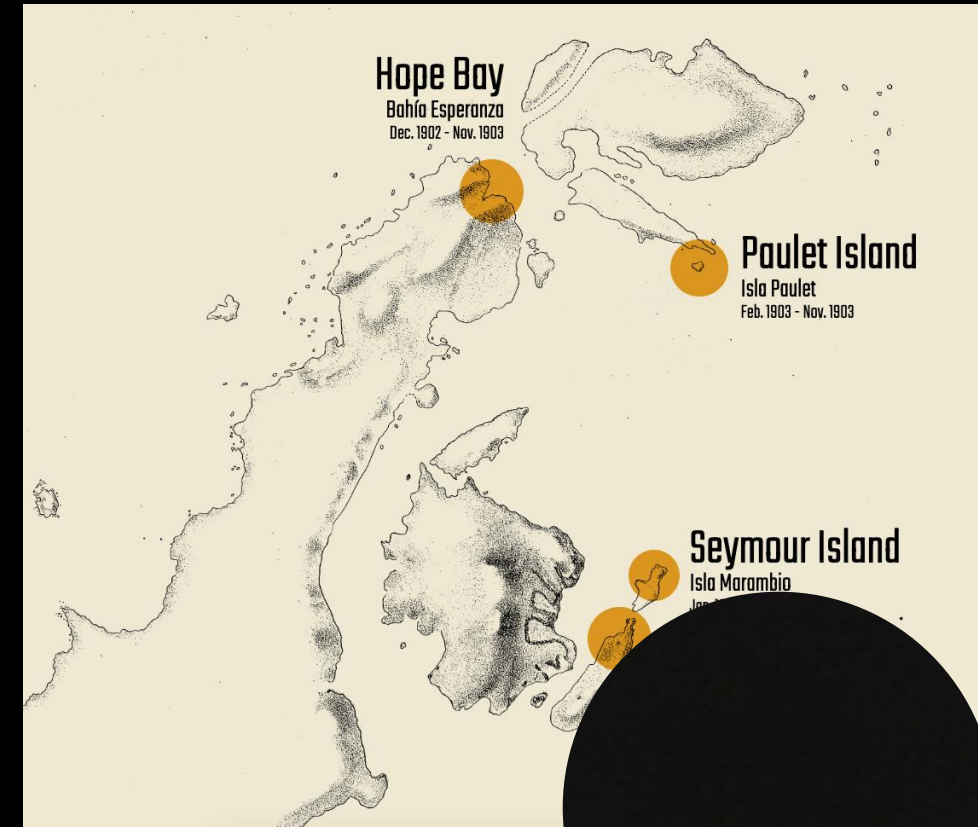 Hope Bay
Bahía Esperanza
Dec. 1902 - Nov. 1903
Paulet Island
Isla Paulet
Feb. 1903 - Nov. 1903
Seymour Island
Isla Marambio